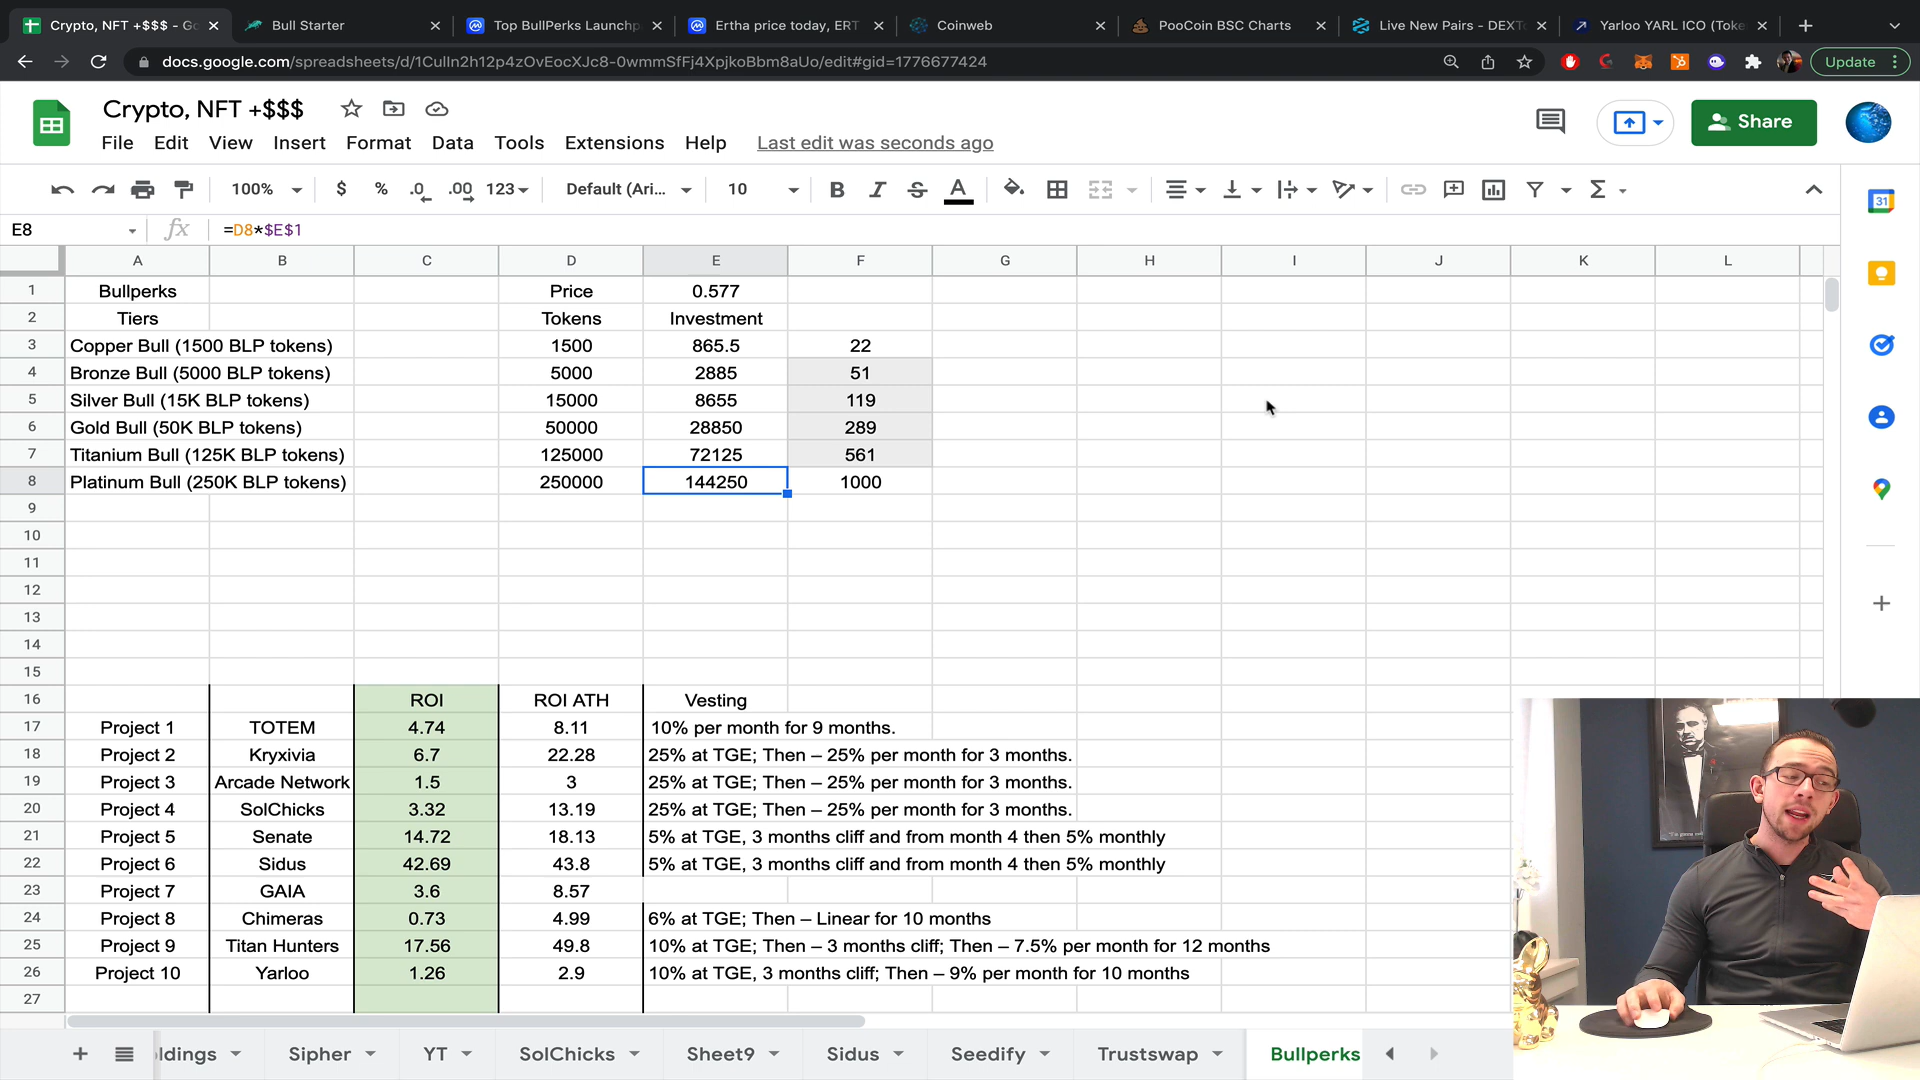 Crypto, NFT +$$$ - Go
Bull Starter
Top BullPerks Launchp
Ertha price today, ERT
Coinweb
PooCoin BSC Charts
Live New Pairs - DEXT
Yarloo YARL ICO (Toke
docs.google.com/spreadsheets/d/1CulIn2h12p4zOvEocXJc8-0wmmSfFj4XpjkoBbm8aUo/edit#gid=1776677424
Update
Crypto, NFT +$$$
File Edit View Insert Format Data Tools Extensions Help Last edit was seconds ago
Share
100% $ % .0 .00 123 Default (Ari... 10 B I S A
31
E8 fx =D8*$E$1
A B C D E F G H I J K L
1 Bullperks Price 0.577
2 Tiers Tokens Investment
3 Copper Bull (1500 BLP tokens) 1500 865.5 22
4 Bronze Bull (5000 BLP tokens) 5000 2885 51
5 Silver Bull (15K BLP tokens) 15000 8655 119
6 Gold Bull (50K BLP tokens) 50000 28850 289
7 Titanium Bull (125K BLP tokens) 125000 72125 561
8 Platinum Bull (250K BLP tokens) 250000 144250 1000
9
10
11
12
13
14
15
16 ROI ROI ATH Vesting
17 Project 1 TOTEM 4.74 8.11 10% per month for 9 months.
18 Project 2 Kryxivia 6.7 22.28 25% at TGE; Then – 25% per month for 3 months.
19 Project 3 Arcade Network 1.5 3 25% at TGE; Then – 25% per month for 3 months.
20 Project 4 SolChicks 3.32 13.19 25% at TGE; Then – 25% per month for 3 months.
21 Project 5 Senate 14.72 18.13 5% at TGE, 3 months cliff and from month 4 then 5% monthly
22 Project 6 Sidus 42.69 43.8 5% at TGE, 3 months cliff and from month 4 then 5% monthly
23 Project 7 GAIA 3.6 8.57
24 Project 8 Chimeras 0.73 4.99 6% at TGE; Then – Linear for 10 months
25 Project 9 Titan Hunters 17.56 49.8 10% at TGE; Then – 3 months cliff; Then – 7.5% per month for 12 months
26 Project 10 Yarloo 1.26 2.9 10% at TGE, 3 months cliff; Then – 9% per month for 10 months
27
ldings Sipher YT SolChicks Sheet9 Sidus Seedify Trustswap Bullperks